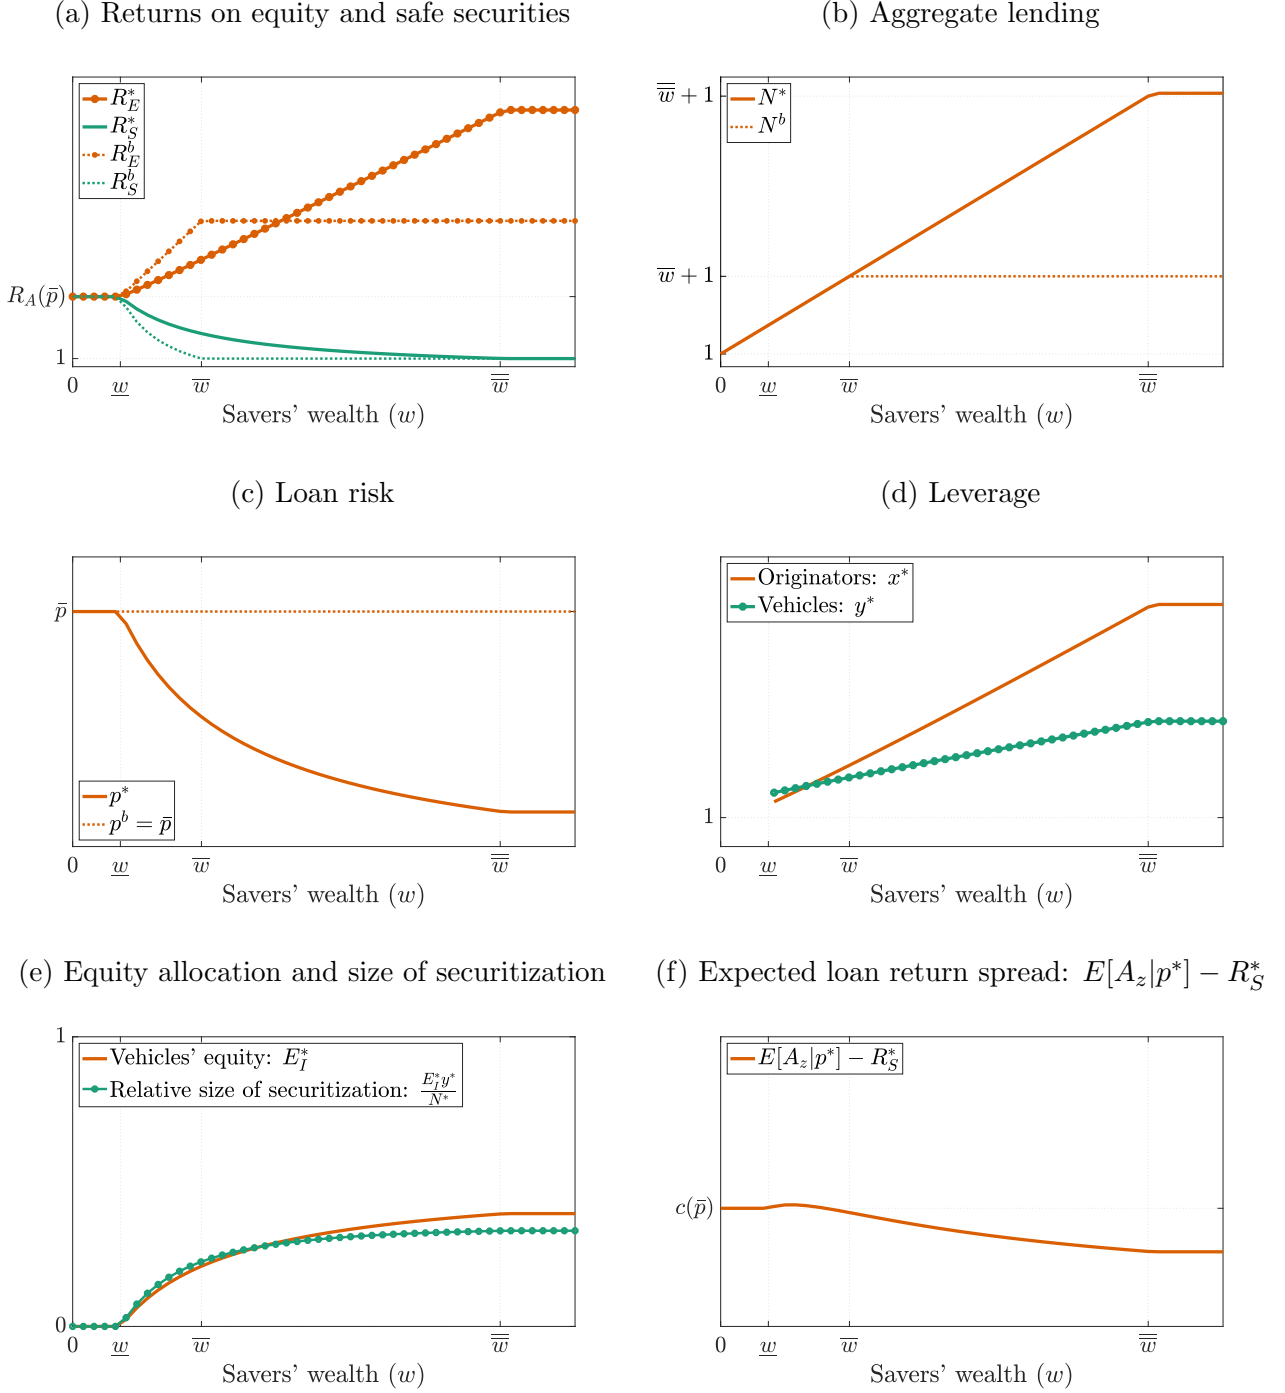 (a) Returns on equity and safe securities
R*_E
R*_S
R^b_E
R^b_S
R_A(p̄)
1
0 w̲ w̅ w̿
Savers' wealth (w)
(b) Aggregate lending
N*
N^b
w̿ + 1
w̅ + 1
1
0 w̲ w̅ w̿
Savers' wealth (w)
(c) Loan risk
p̄
p*
p^b = p̄
0 w̲ w̅ w̿
Savers' wealth (w)
(d) Leverage
Originators: x*
Vehicles: y*
1
0 w̲ w̅ w̿
Savers' wealth (w)
(e) Equity allocation and size of securitization
1
Vehicles' equity: E*_I
Relative size of securitization: E*_I y*/N*
0
0 w̲ w̅ w̿
Savers' wealth (w)
(f) Expected loan return spread: E[A_z|p*] − R*_S
E[A_z|p*] − R*_S
c(p̄)
0 w̲ w̅ w̿
Savers' wealth (w)